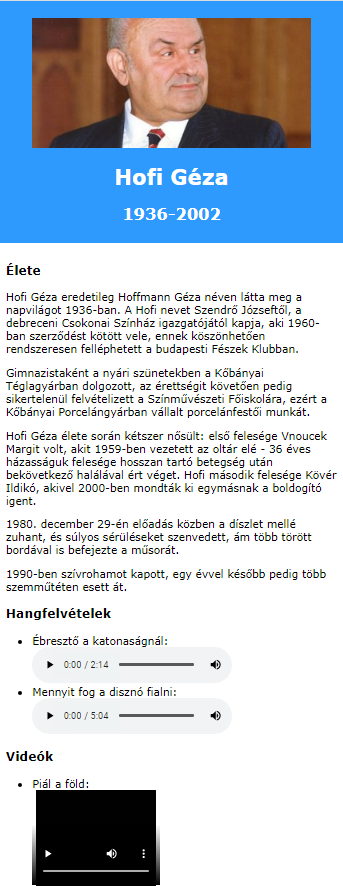 Hofi Géza
1936-2002
Élete
Hofi Géza eredetileg Hoffmann Géza néven látta meg a
napvilágot 1936-ban. A Hofi nevet Szendrő Józseftől, a
debreceni Csokonai Színház igazgatójától kapja, aki 1960-
ban szerződést kötött vele, ennek köszönhetően
rendszeresen felléphetett a budapesti Fészek Klubban.
Gimnazistaként a nyári szünetekben a Kőbányai
Téglagyárban dolgozott, az érettségit követően pedig
sikertelenül felvételizett a Színművészeti Főiskolára, ezért a
Kőbányai Porcelángyárban vállalt porcelánfestői munkát.
Hofi Géza élete során kétszer nősült: első felesége Vnoucek
Margit volt, akit 1959-ben vezetett az oltár elé - 36 éves
házasságuk felesége hosszan tartó betegség után
bekövetkező halálával ért véget. Hofi második felesége Kövér
Ildikó, akivel 2000-ben mondták ki egymásnak a boldogító
igent.
1980. december 29-én előadás közben a díszlet mellé
zuhant, és súlyos sérüléseket szenvedett, ám több törött
bordával is befejezte a műsorát.
1990-ben szívrohamot kapott, egy évvel később pedig több
szemműtéten esett át.
Hangfelvételek
• Ébresztő a katonaságnál:
0:00 / 2:14
• Mennyit fog a disznó fialni:
0:00 / 5:04
Videók
• Piál a föld: